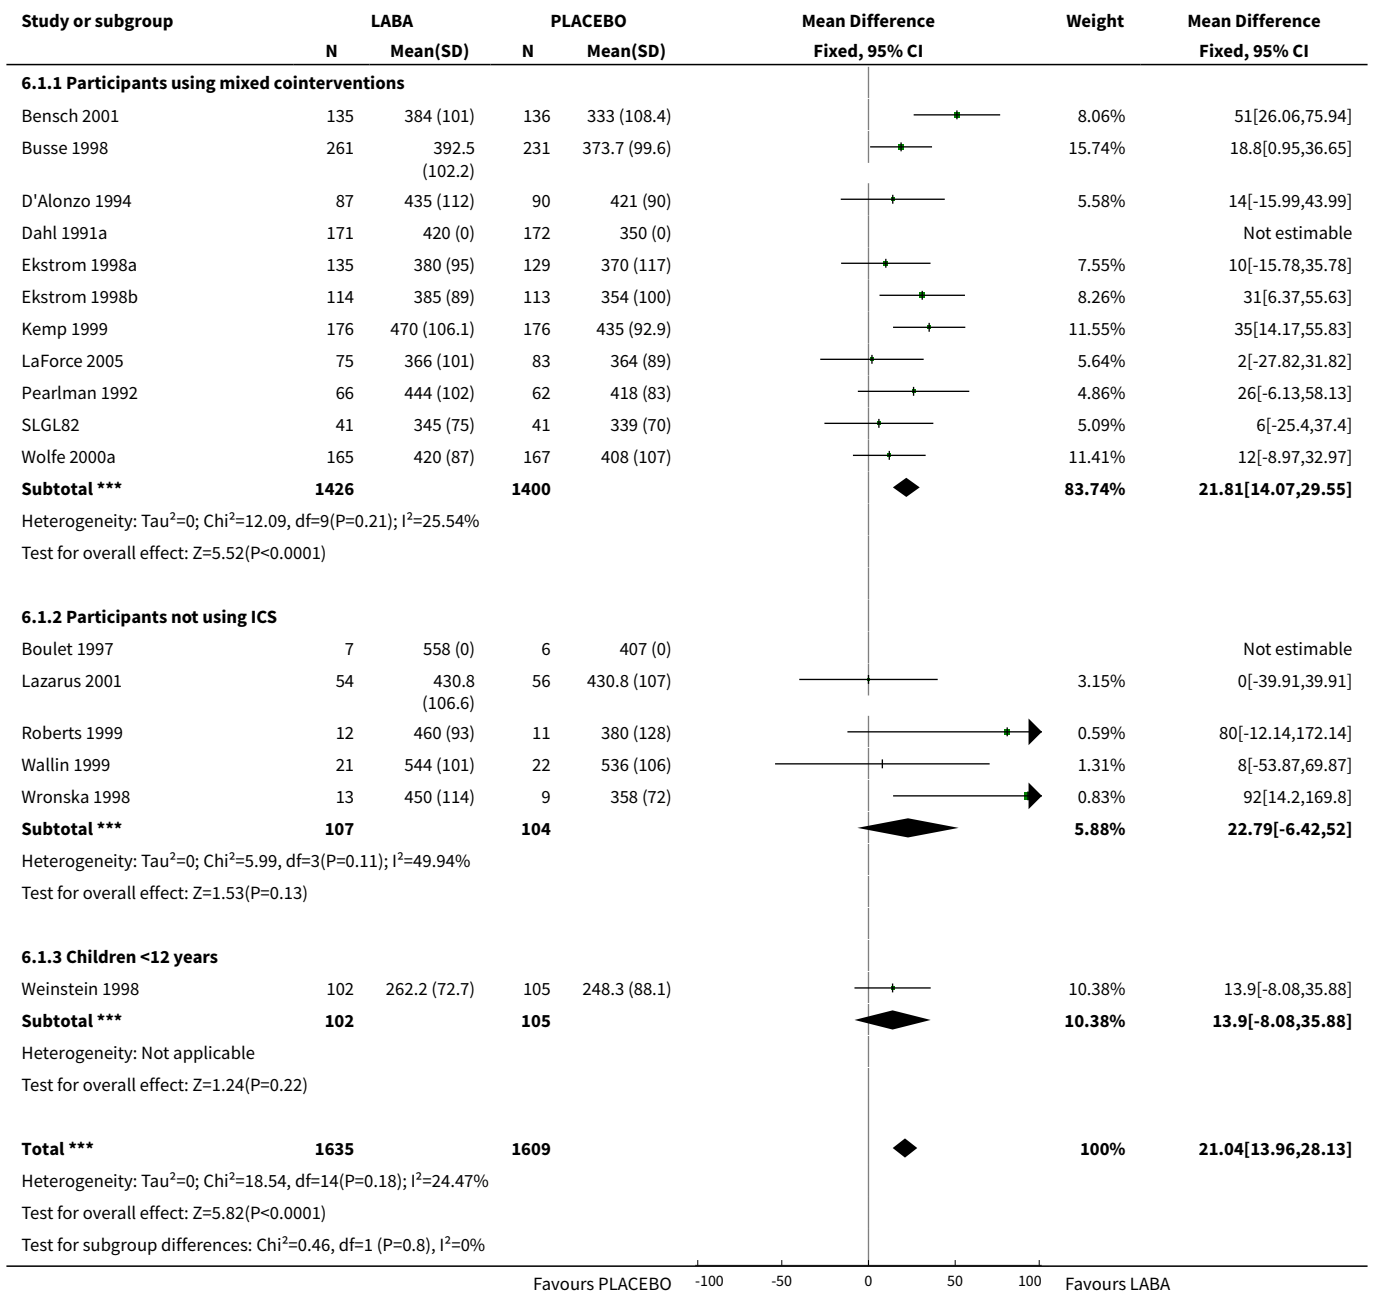 Study or subgroup LABA PLACEBO Mean Difference Weight Mean Difference
N Mean(SD) N Mean(SD) Fixed, 95% CI Fixed, 95% CI
6.1.1 Participants using mixed cointerventions
Bensch 2001 135 384 (101) 136 333 (108.4) 8.06% 51[26.06,75.94]
Busse 1998 261 392.5 231 373.7 (99.6) 15.74% 18.8[0.95,36.65]
(102.2)
D'Alonzo 1994 87 435 (112) 90 421 (90) 5.58% 14[-15.99,43.99]
Dahl 1991a 171 420 (0) 172 350 (0) Not estimable
Ekstrom 1998a 135 380 (95) 129 370 (117) 7.55% 10[-15.78,35.78]
Ekstrom 1998b 114 385 (89) 113 354 (100) 8.26% 31[6.37,55.63]
Kemp 1999 176 470 (106.1) 176 435 (92.9) 11.55% 35[14.17,55.83]
LaForce 2005 75 366 (101) 83 364 (89) 5.64% 2[-27.82,31.82]
Pearlman 1992 66 444 (102) 62 418 (83) 4.86% 26[-6.13,58.13]
SLGL82 41 345 (75) 41 339 (70) 5.09% 6[-25.4,37.4]
Wolfe 2000a 165 420 (87) 167 408 (107) 11.41% 12[-8.97,32.97]
Subtotal *** 1426 1400 83.74% 21.81[14.07,29.55]
Heterogeneity: Tau²=0; Chi²=12.09, df=9(P=0.21); I²=25.54%
Test for overall effect: Z=5.52(P<0.0001)
6.1.2 Participants not using ICS
Boulet 1997 7 558 (0) 6 407 (0) Not estimable
Lazarus 2001 54 430.8 56 430.8 (107) 3.15% 0[-39.91,39.91]
(106.6)
Roberts 1999 12 460 (93) 11 380 (128) 0.59% 80[-12.14,172.14]
Wallin 1999 21 544 (101) 22 536 (106) 1.31% 8[-53.87,69.87]
Wronska 1998 13 450 (114) 9 358 (72) 0.83% 92[14.2,169.8]
Subtotal *** 107 104 5.88% 22.79[-6.42,52]
Heterogeneity: Tau²=0; Chi²=5.99, df=3(P=0.11); I²=49.94%
Test for overall effect: Z=1.53(P=0.13)
6.1.3 Children <12 years
Weinstein 1998 102 262.2 (72.7) 105 248.3 (88.1) 10.38% 13.9[-8.08,35.88]
Subtotal *** 102 105 10.38% 13.9[-8.08,35.88]
Heterogeneity: Not applicable
Test for overall effect: Z=1.24(P=0.22)
Total *** 1635 1609 100% 21.04[13.96,28.13]
Heterogeneity: Tau²=0; Chi²=18.54, df=14(P=0.18); I²=24.47%
Test for overall effect: Z=5.82(P<0.0001)
Test for subgroup differences: Chi²=0.46, df=1 (P=0.8), I²=0%
Favours PLACEBO -100 -50 0 50 100 Favours LABA